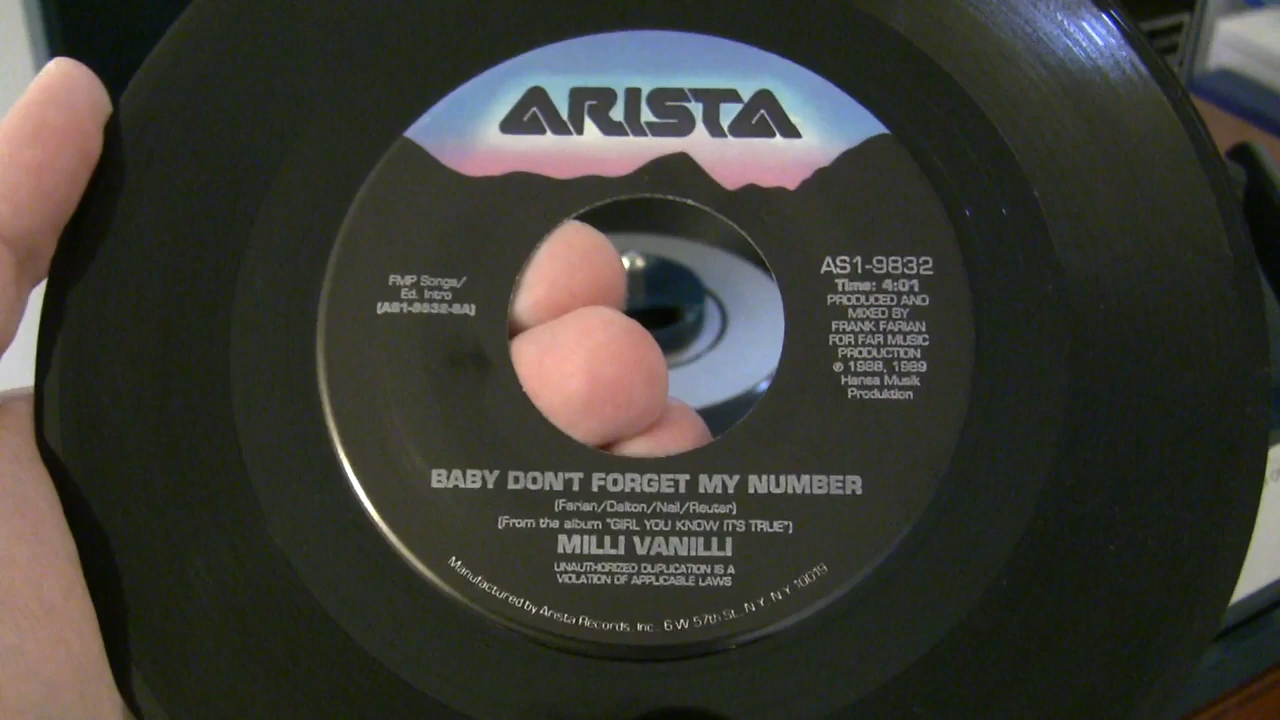 ARISTA
FMP Songs/
Ed. Intro
(AS1-9832-SA)
AS1-9832
Time: 4:01
PRODUCED AND
MIXED BY
FRANK FARIAN
FOR FAR MUSIC
PRODUCTION
℗ 1988, 1989
Hansa Musik
Produktion
BABY DON'T FORGET MY NUMBER
(Farian/Dalton/Nail/Reuter)
(From the album "GIRL YOU KNOW IT'S TRUE")
MILLI VANILLI
UNAUTHORIZED DUPLICATION IS A
VIOLATION OF APPLICABLE LAWS
Manufactured by Arista Records, Inc., 6 W. 57th St., N.Y., N.Y. 10019